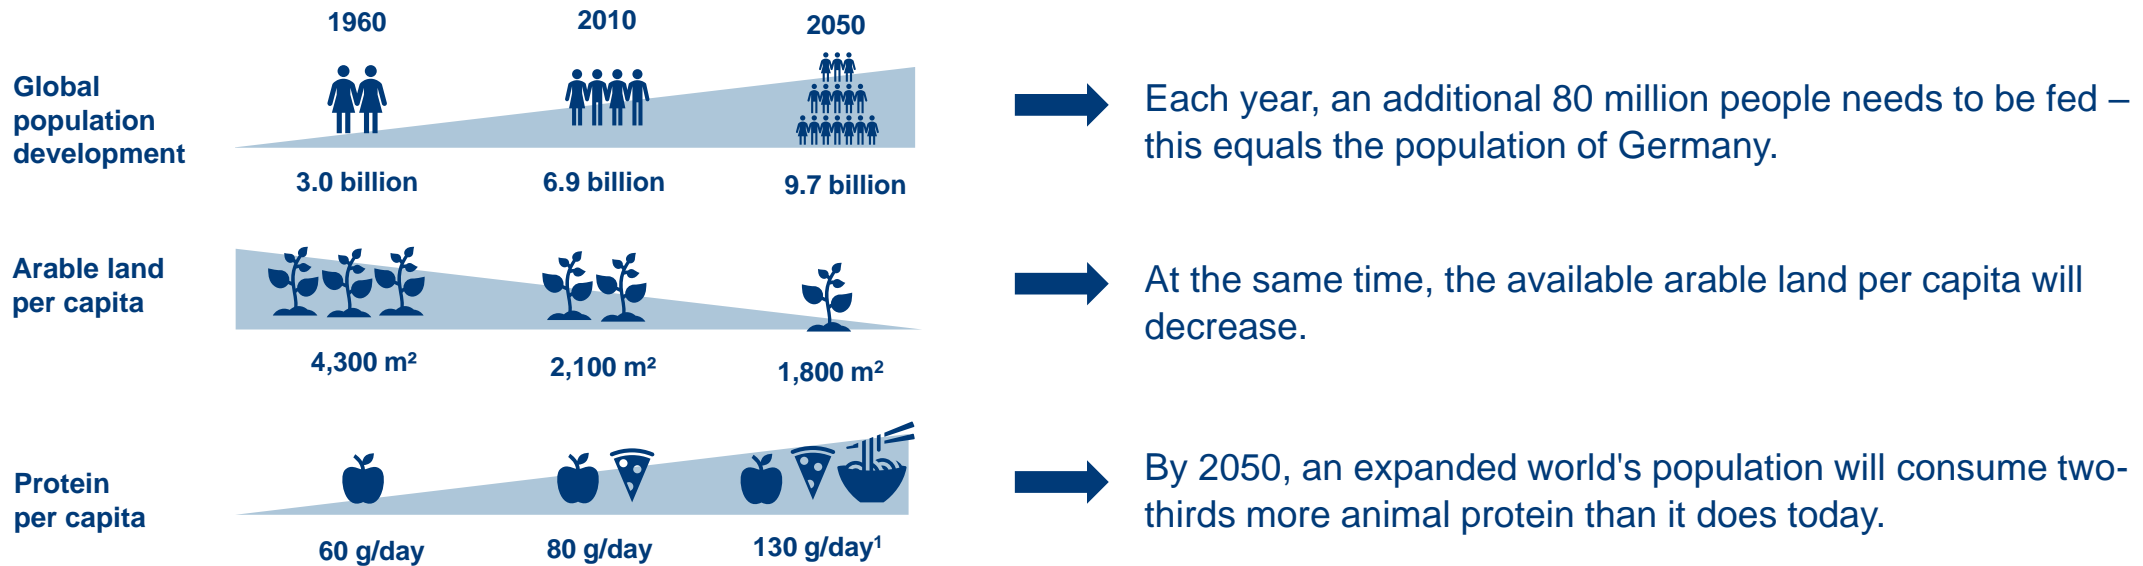 1960
2010
2050
Global
population
development
3.0 billion
6.9 billion
9.7 billion
Each year, an additional 80 million people needs to be fed –
this equals the population of Germany.
Arable land
per capita
4,300 m²
2,100 m²
1,800 m²
At the same time, the available arable land per capita will
decrease.
Protein
per capita
60 g/day
80 g/day
130 g/day¹
By 2050, an expanded world's population will consume two-
thirds more animal protein than it does today.